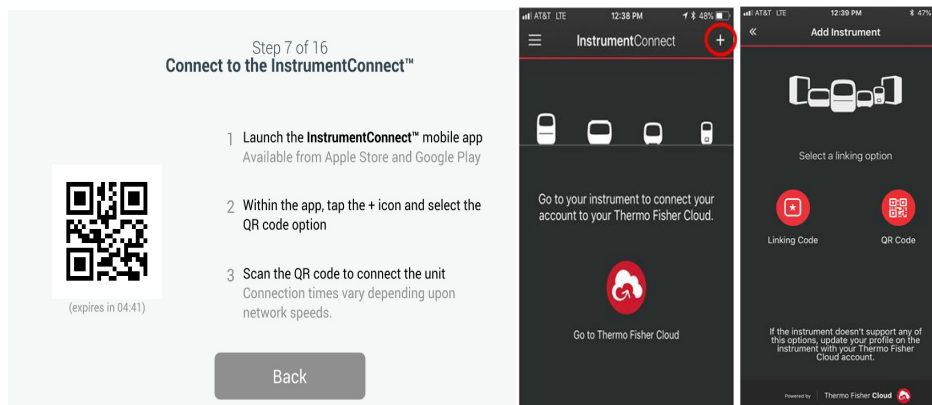 Step 7 of 16
Connect to the InstrumentConnect™
1 Launch the InstrumentConnect™ mobile app
Available from Apple Store and Google Play
2 Within the app, tap the + icon and select the
QR code option
3 Scan the QR code to connect the unit
Connection times vary depending upon
network speeds.
(expires in 04:41)
Back
AT&T LTE 12:38 PM 48%
InstrumentConnect +
Go to your instrument to connect your
account to your Thermo Fisher Cloud.
Go to Thermo Fisher Cloud
AT&T LTE 12:39 PM 47%
« Add Instrument
Select a linking option
Linking Code QR Code
If the instrument doesn't support any of
this options, update your profile on the
instrument with your Thermo Fisher
Cloud account.
Powered by Thermo Fisher Cloud